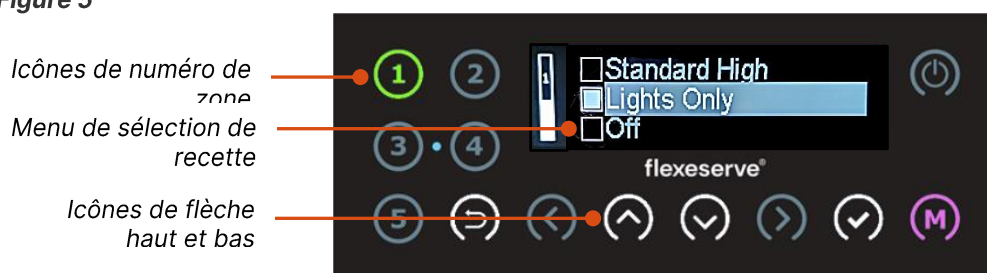 Figure 5
Icônes de numéro de
zone
Menu de sélection de
recette
Icônes de flèche
haut et bas
1
2
3
4
5
1
Standard High
Lights Only
Off
flexeserve®
M